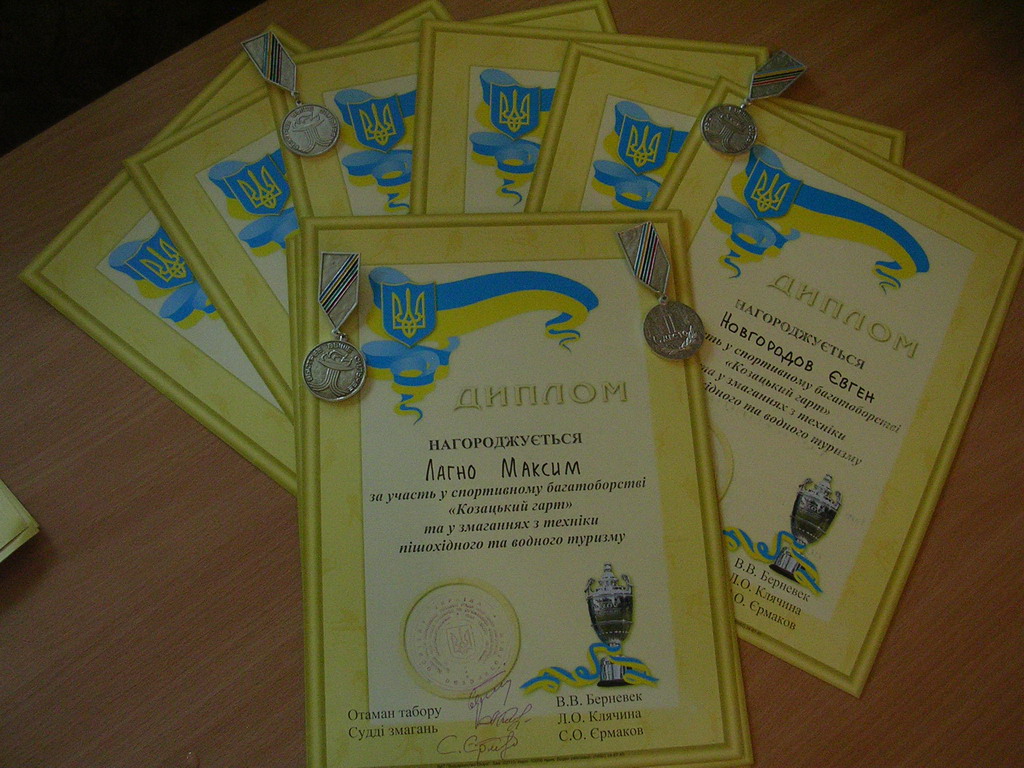 ДИПЛОМ
НАГОРОДЖУЄТЬСЯ
Лагно Максим
за участь у спортивному багатоборстві
«Козацький гарт»
та у змаганнях з техніки
пішохідного та водного туризму
Отаман табору
Судді змагань
В.В. Берневек
Л.О. Клячина
С.О. Єрмаков
ДИПЛОМ
НАГОРОДЖУЄТЬСЯ
Новгородов Євген
у спортивному багатоборстві
«Козацький гарт»
та у змаганнях з техніки
та водного туризму
В.В. Берневек
Л.О. Клячина
О. Єрмаков